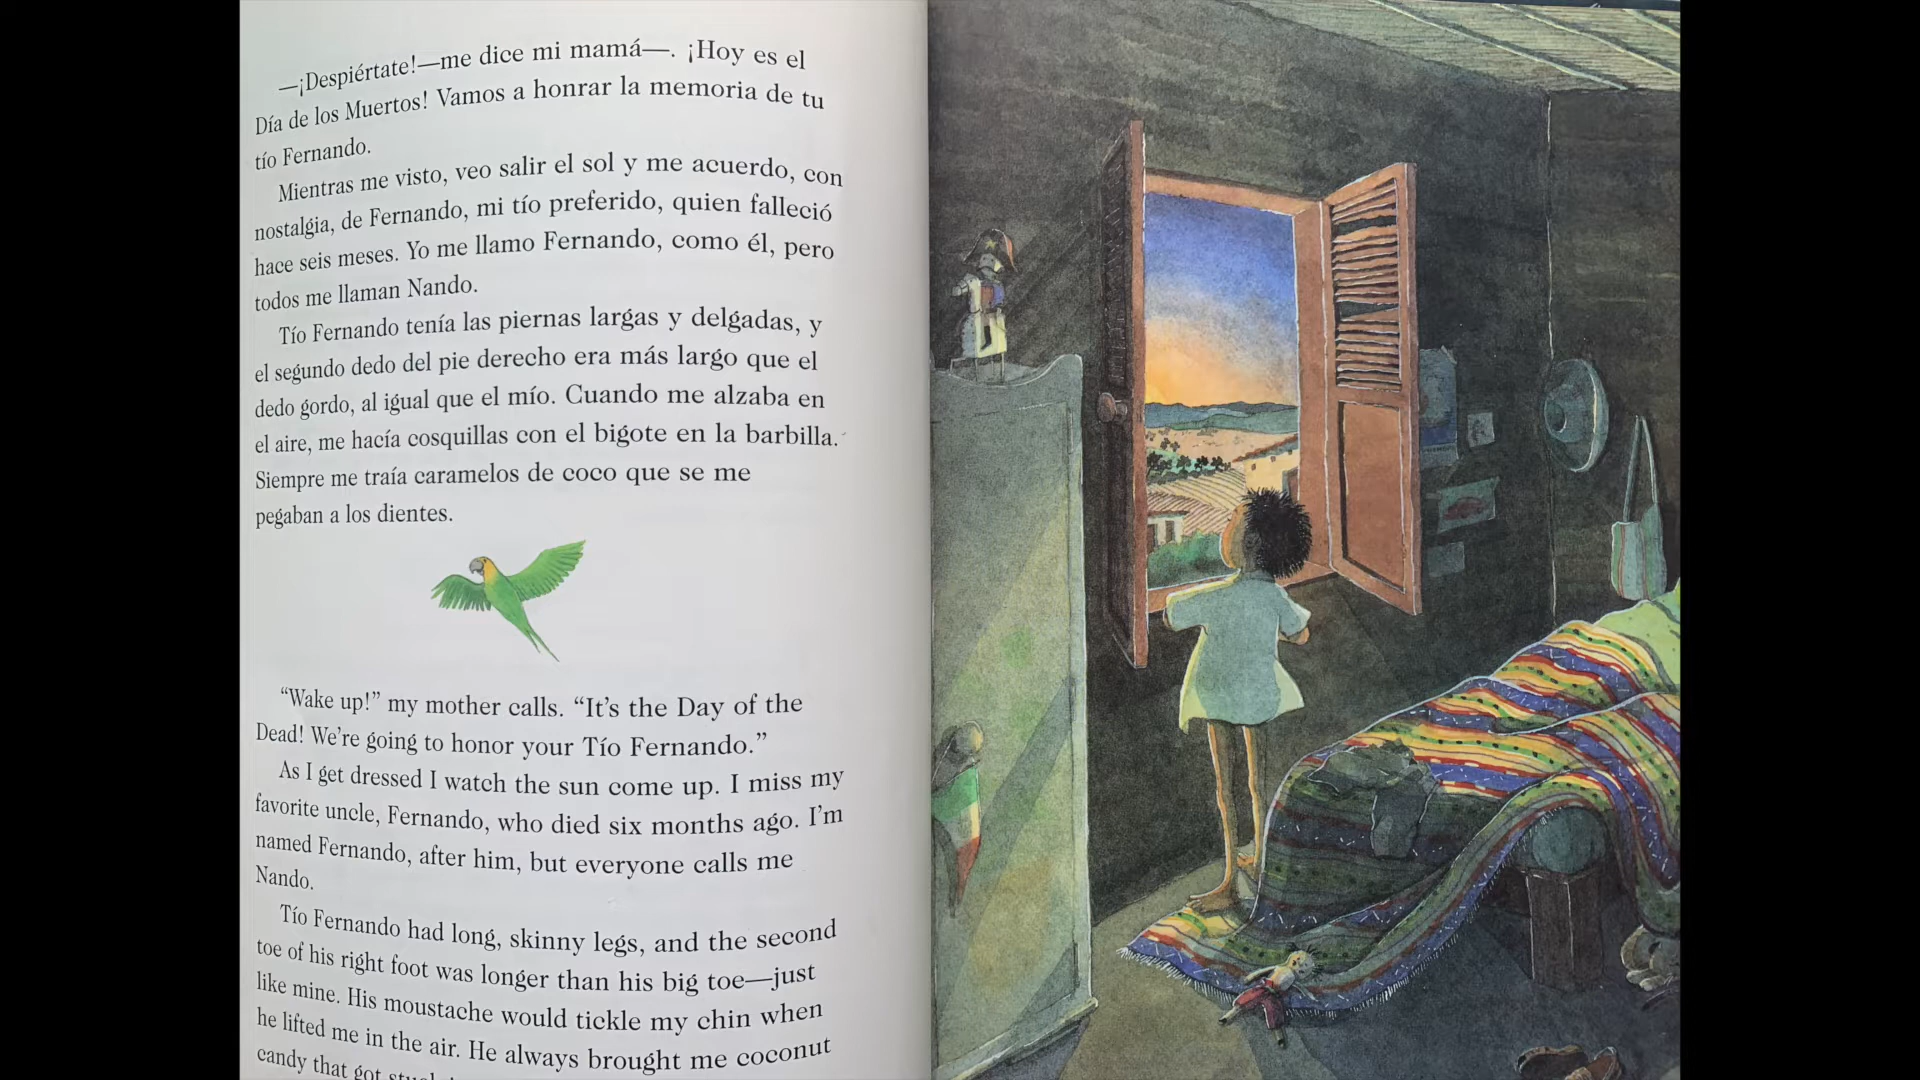 —¡Despiértate!—me dice mi mamá—. ¡Hoy es el
Día de los Muertos! Vamos a honrar la memoria de tu
tío Fernando.
Mientras me visto, veo salir el sol y me acuerdo, con
nostalgia, de Fernando, mi tío preferido, quien falleció
hace seis meses. Yo me llamo Fernando, como él, pero
todos me llaman Nando.
Tío Fernando tenía las piernas largas y delgadas, y
el segundo dedo del pie derecho era más largo que el
dedo gordo, al igual que el mío. Cuando me alzaba en
el aire, me hacía cosquillas con el bigote en la barbilla.
Siempre me traía caramelos de coco que se me
pegaban a los dientes.
“Wake up!” my mother calls. “It’s the Day of the
Dead! We’re going to honor your Tío Fernando.”
As I get dressed I watch the sun come up. I miss my
favorite uncle, Fernando, who died six months ago. I’m
named Fernando, after him, but everyone calls me
Nando.
Tío Fernando had long, skinny legs, and the second
toe of his right foot was longer than his big toe—just
like mine. His moustache would tickle my chin when
he lifted me in the air. He always brought me coconut
candy that got